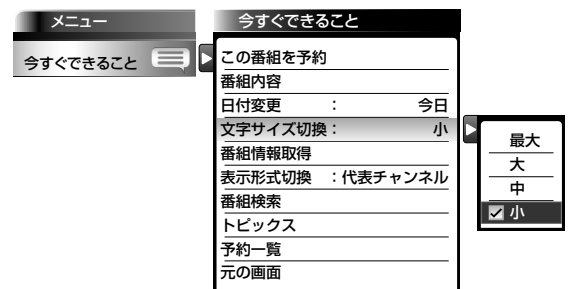 メニュー
今すぐできること
今すぐできること
この番組を予約
番組内容
日付変更 : 今日
文字サイズ切換 : 小
番組情報取得
表示形式切換 : 代表チャンネル
番組検索
トピックス
予約一覧
元の画面
最大
大
中
小